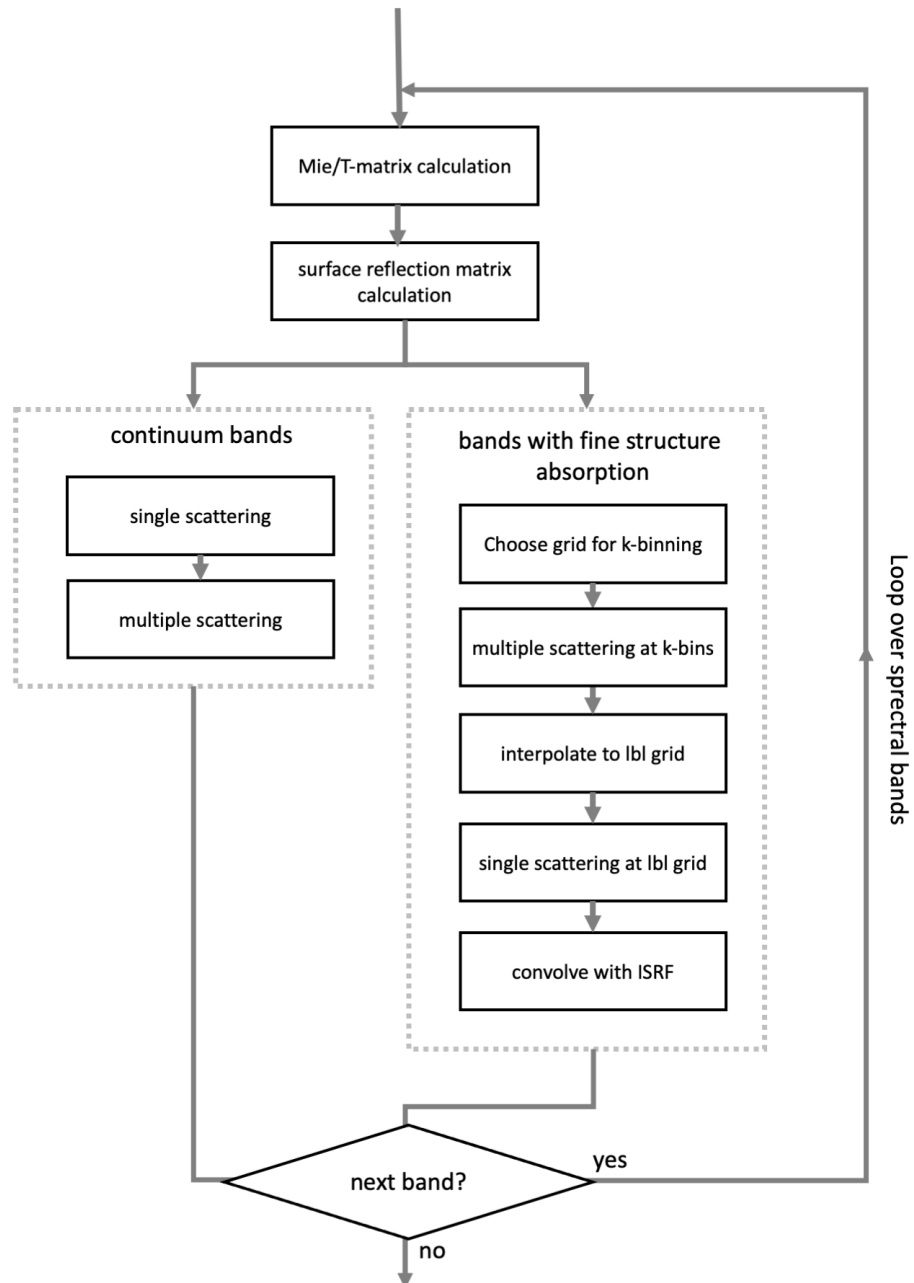 Mie/T-matrix calculation
surface reflection matrix
calculation
continuum bands
single scattering
multiple scattering
bands with fine structure
absorption
Choose grid for k-binning
multiple scattering at k-bins
interpolate to lbl grid
single scattering at lbl grid
convolve with ISRF
Loop over sprectral bands
next band?
yes
no